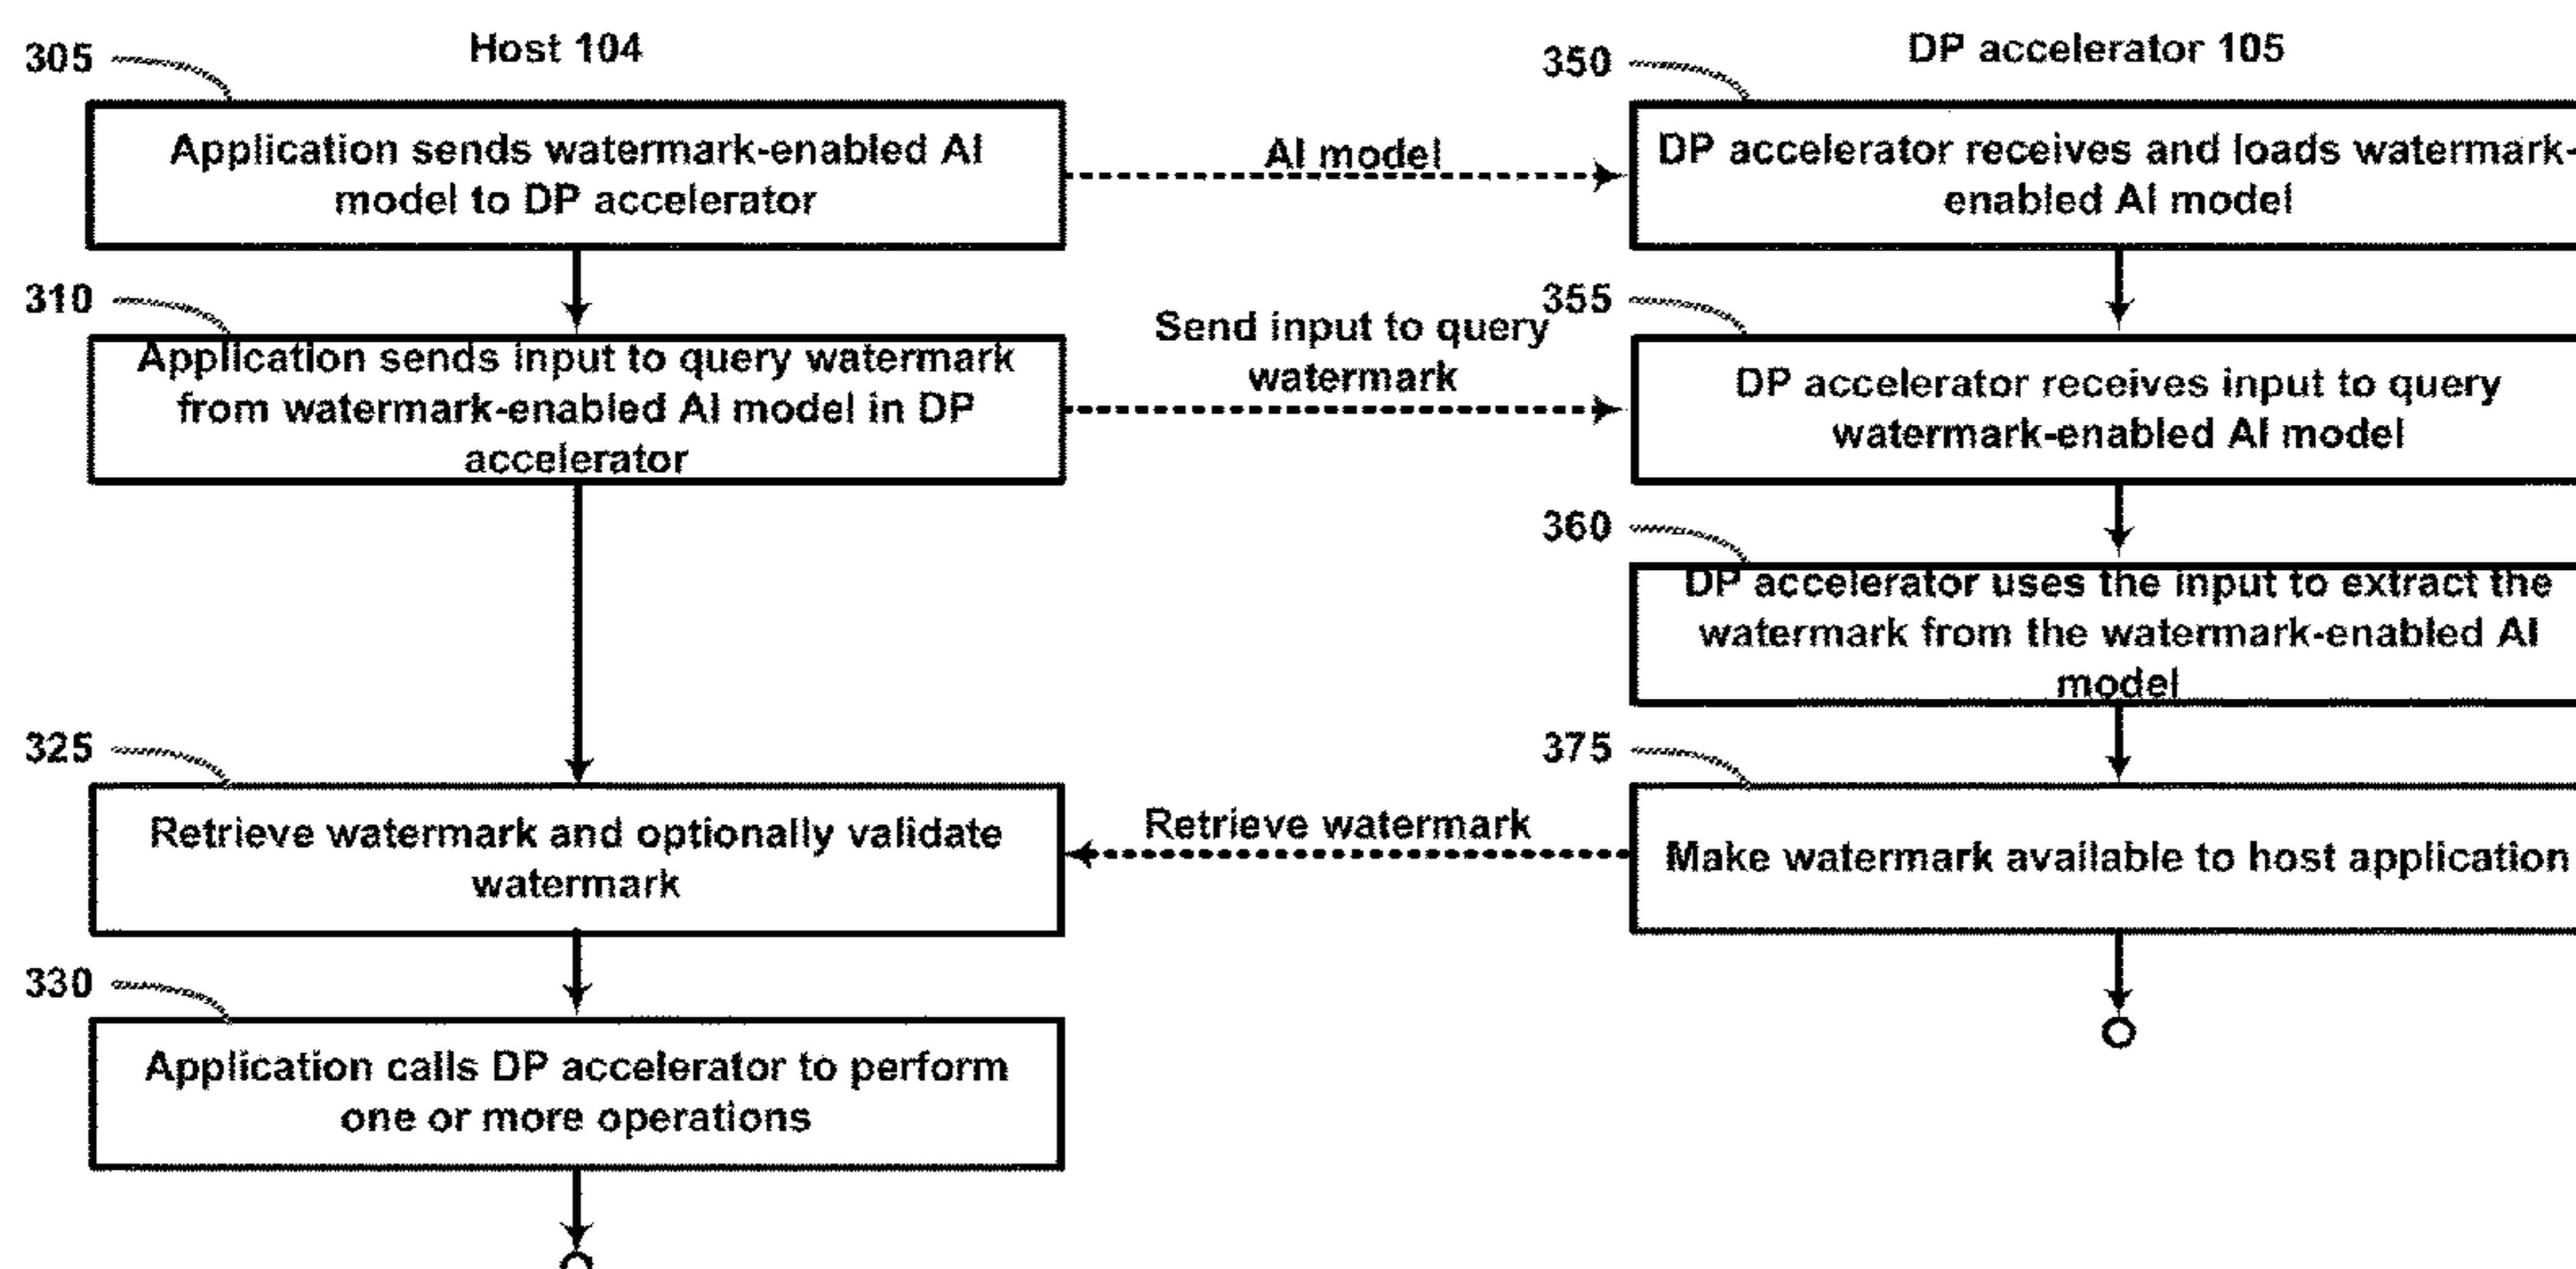 305
Host 104
Application sends watermark-enabled AI
model to DP accelerator
AI model
350
DP accelerator 105
DP accelerator receives and loads watermark-
enabled AI model
310
Application sends input to query watermark
from watermark-enabled AI model in DP
accelerator
Send input to query
watermark
355
DP accelerator receives input to query
watermark-enabled AI model
360
DP accelerator uses the input to extract the
watermark from the watermark-enabled AI
model
325
Retrieve watermark and optionally validate
watermark
Retrieve watermark
375
Make watermark available to host application
330
Application calls DP accelerator to perform
one or more operations